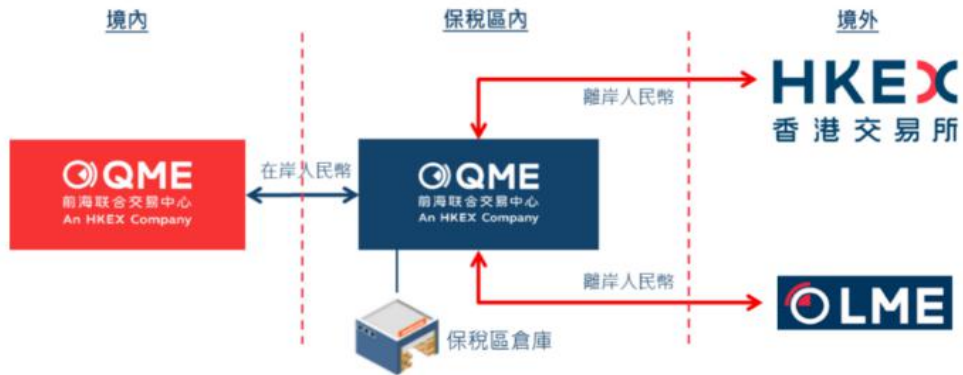 境內
保稅區內
境外
離岸人民幣
HKEX
香港交易所
QME
前海联合交易中心
An HKEX Company
在岸人民幣
QME
前海联合交易中心
An HKEX Company
離岸人民幣
LME
保稅區倉庫